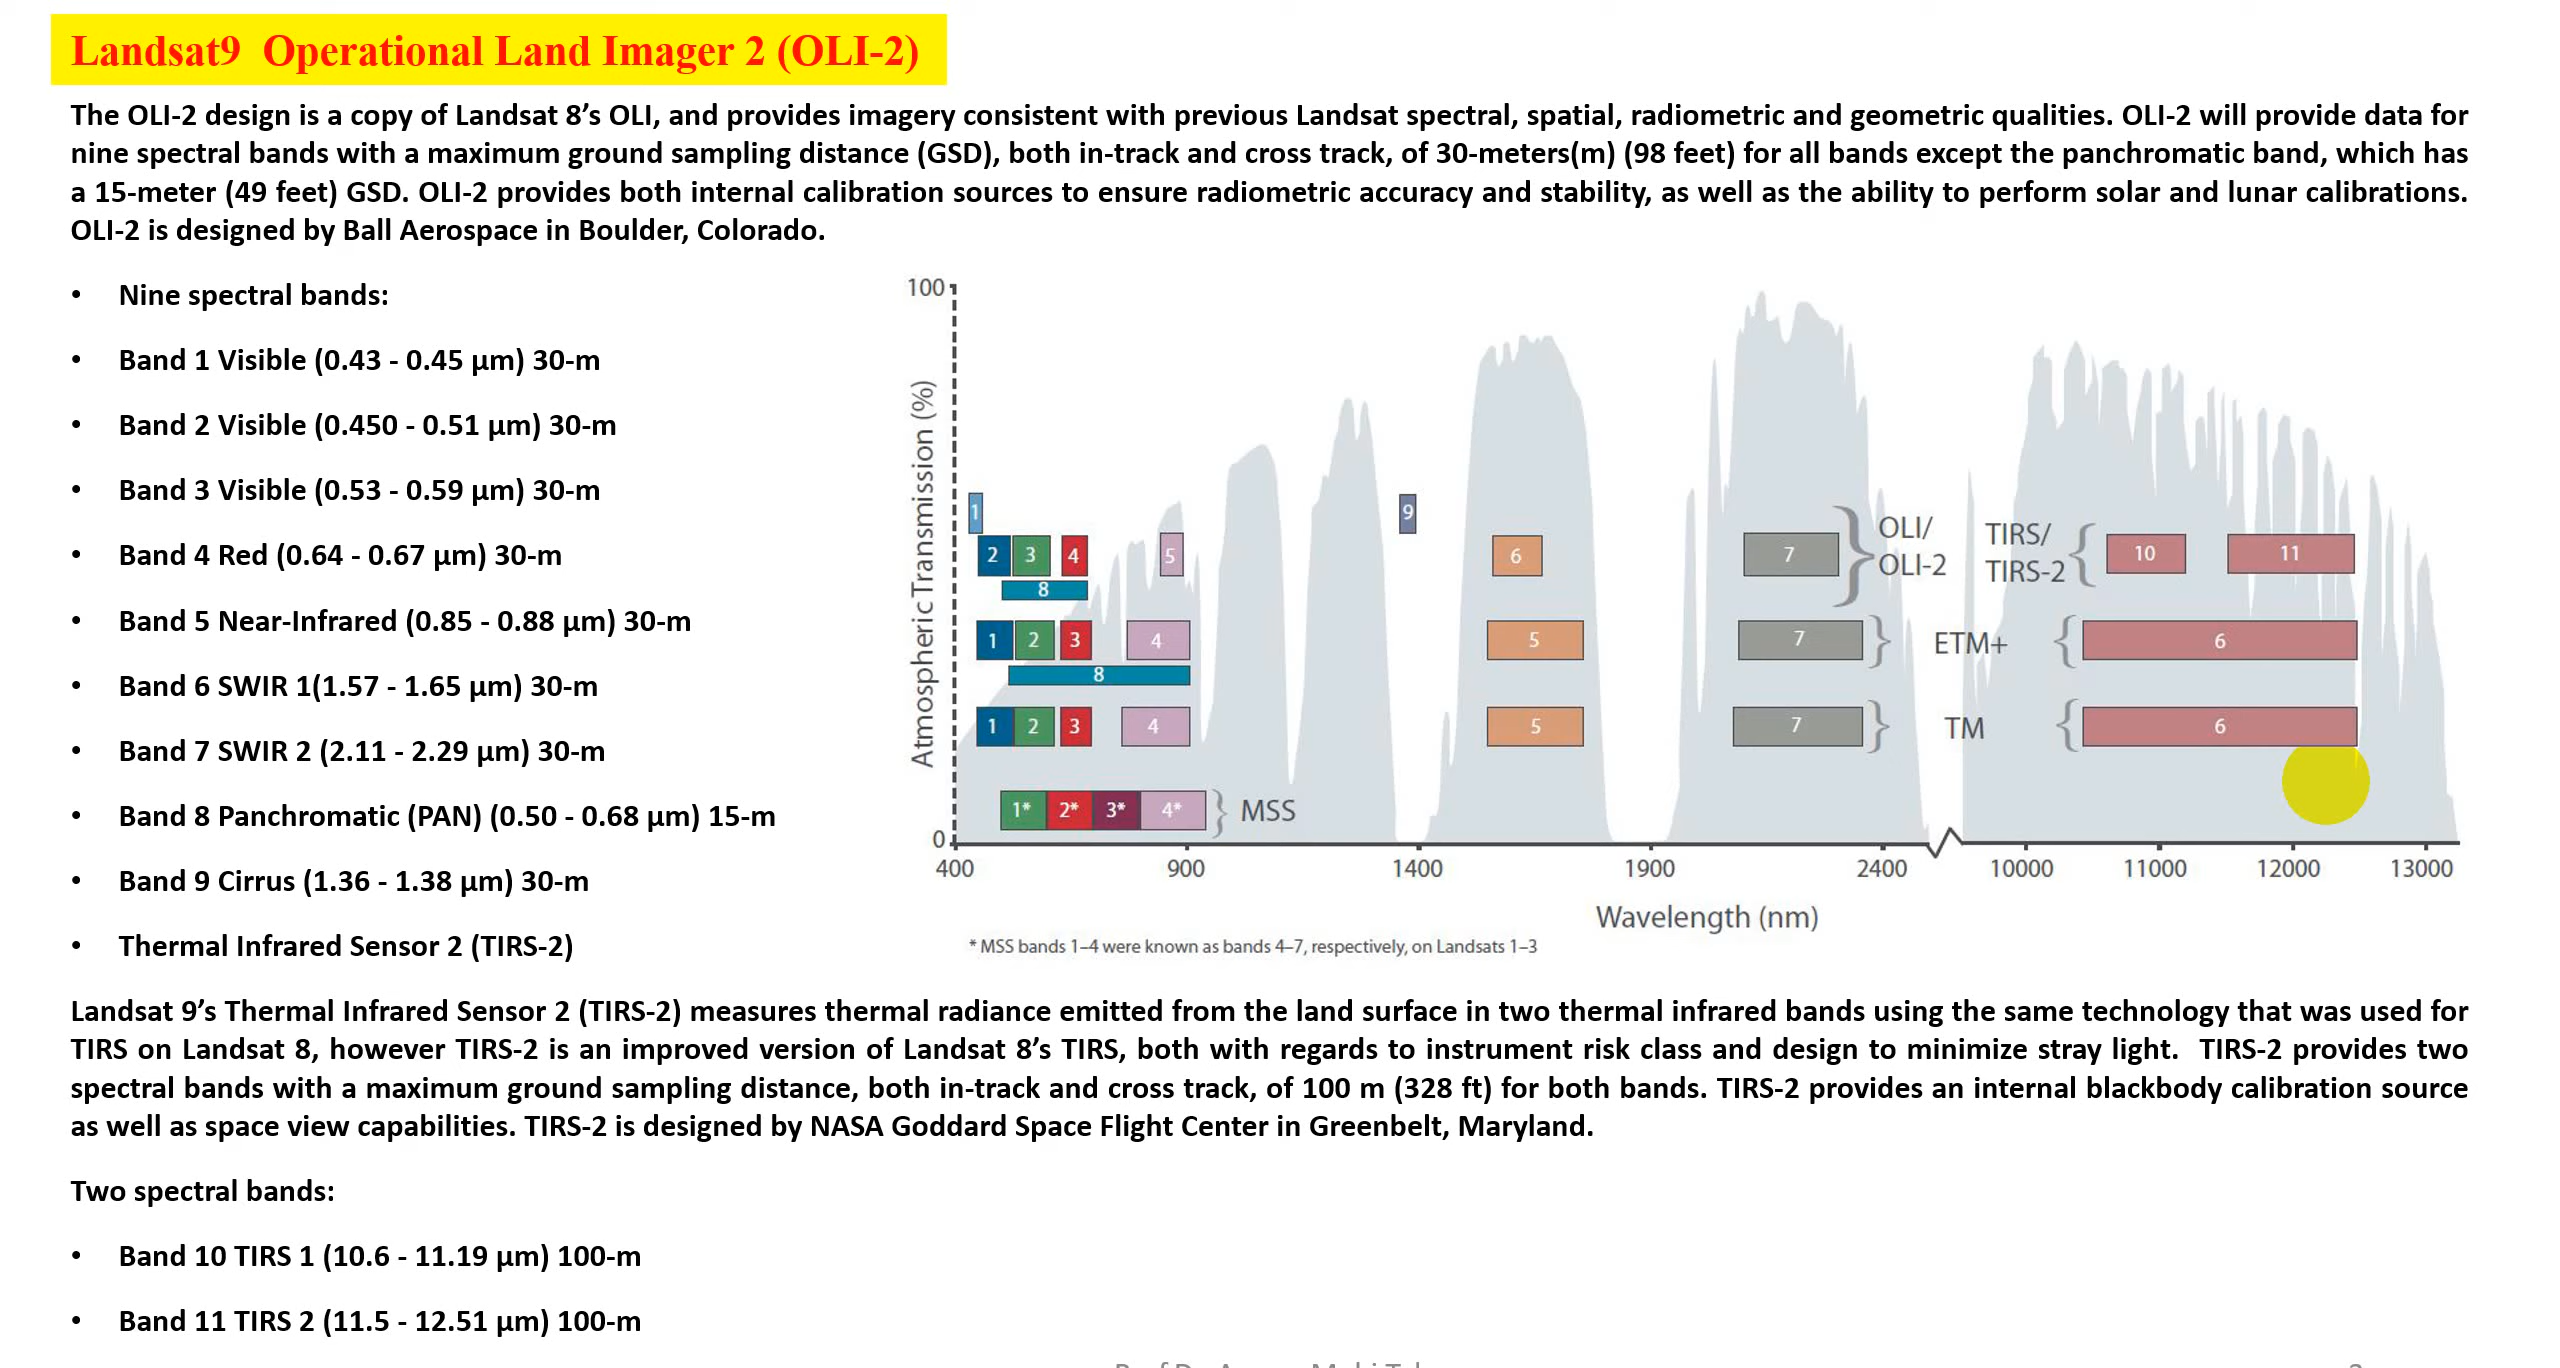 Landsat9 Operational Land Imager 2 (OLI-2)
The OLI-2 design is a copy of Landsat 8’s OLI, and provides imagery consistent with previous Landsat spectral, spatial, radiometric and geometric qualities. OLI-2 will provide data for
nine spectral bands with a maximum ground sampling distance (GSD), both in-track and cross track, of 30-meters(m) (98 feet) for all bands except the panchromatic band, which has
a 15-meter (49 feet) GSD. OLI-2 provides both internal calibration sources to ensure radiometric accuracy and stability, as well as the ability to perform solar and lunar calibrations.
OLI-2 is designed by Ball Aerospace in Boulder, Colorado.
• Nine spectral bands:
• Band 1 Visible (0.43 - 0.45 µm) 30-m
• Band 2 Visible (0.450 - 0.51 µm) 30-m
• Band 3 Visible (0.53 - 0.59 µm) 30-m
• Band 4 Red (0.64 - 0.67 µm) 30-m
• Band 5 Near-Infrared (0.85 - 0.88 µm) 30-m
• Band 6 SWIR 1(1.57 - 1.65 µm) 30-m
• Band 7 SWIR 2 (2.11 - 2.29 µm) 30-m
• Band 8 Panchromatic (PAN) (0.50 - 0.68 µm) 15-m
• Band 9 Cirrus (1.36 - 1.38 µm) 30-m
• Thermal Infrared Sensor 2 (TIRS-2)
100
Atmospheric Transmission (%)
0
1 9
2 3 4 5 6 7 OLI/ OLI-2 TIRS/ TIRS-2 10 11
8
1 2 3 4 5 7 ETM+ 6
8
1 2 3 4 5 7 TM 6
1* 2* 3* 4* MSS
400 900 1400 1900 2400 10000 11000 12000 13000
Wavelength (nm)
* MSS bands 1–4 were known as bands 4–7, respectively, on Landsats 1–3
Landsat 9’s Thermal Infrared Sensor 2 (TIRS-2) measures thermal radiance emitted from the land surface in two thermal infrared bands using the same technology that was used for
TIRS on Landsat 8, however TIRS-2 is an improved version of Landsat 8’s TIRS, both with regards to instrument risk class and design to minimize stray light. TIRS-2 provides two
spectral bands with a maximum ground sampling distance, both in-track and cross track, of 100 m (328 ft) for both bands. TIRS-2 provides an internal blackbody calibration source
as well as space view capabilities. TIRS-2 is designed by NASA Goddard Space Flight Center in Greenbelt, Maryland.
Two spectral bands:
• Band 10 TIRS 1 (10.6 - 11.19 µm) 100-m
• Band 11 TIRS 2 (11.5 - 12.51 µm) 100-m